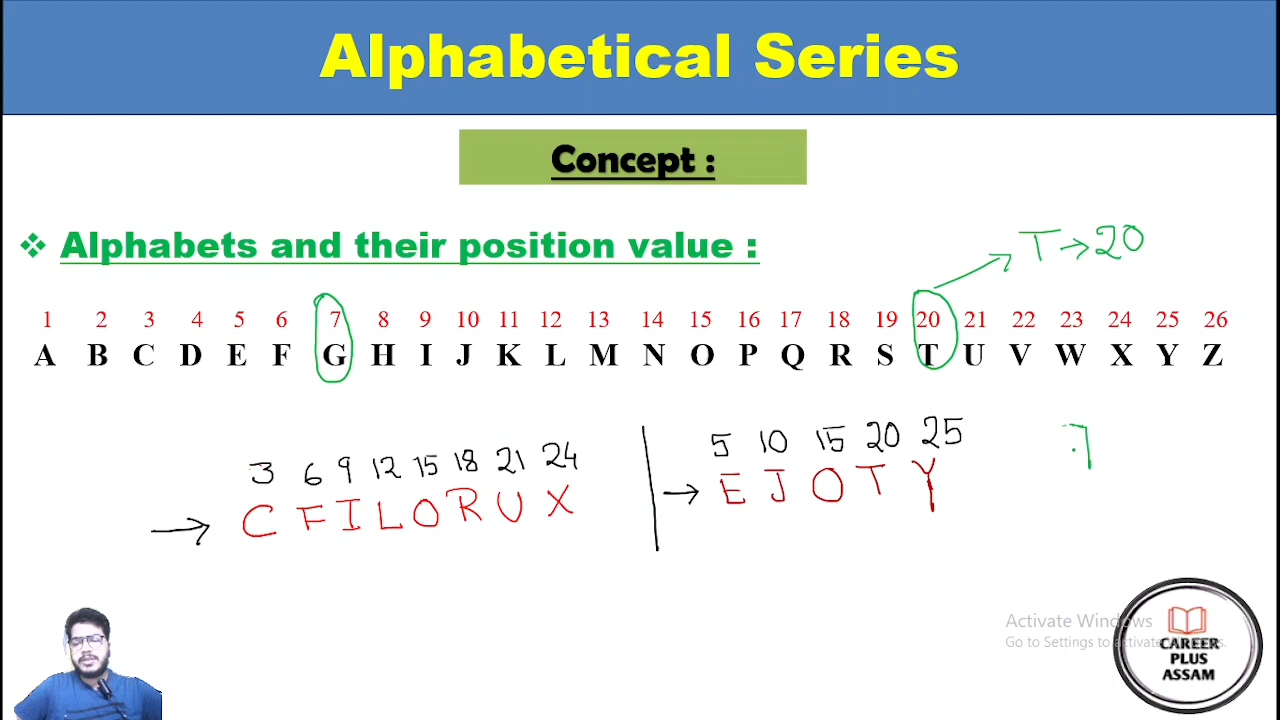 Alphabetical Series
Concept :
❖ Alphabets and their position value :
T → 20
1 2 3 4 5 6 7 8 9 10 11 12 13 14 15 16 17 18 19 20 21 22 23 24 25 26
A B C D E F G H I J K L M N O P Q R S T U V W X Y Z
3 6 9 12 15 18 21 24
→ C F I L O R U X
5 10 15 20 25
→ E J O T Y
Activate Windows
Go to Settings to activate Windows.
CAREER
PLUS
ASSAM